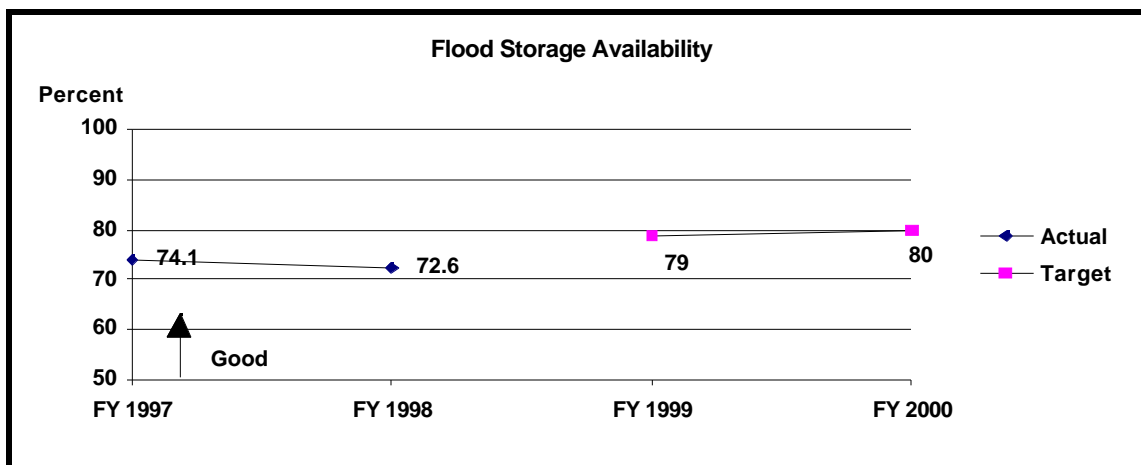 Flood Storage Availability
Percent
100
90
80
70
60
50
74.1
72.6
79
80
Good
FY 1997
FY 1998
FY 1999
FY 2000
Actual
Target